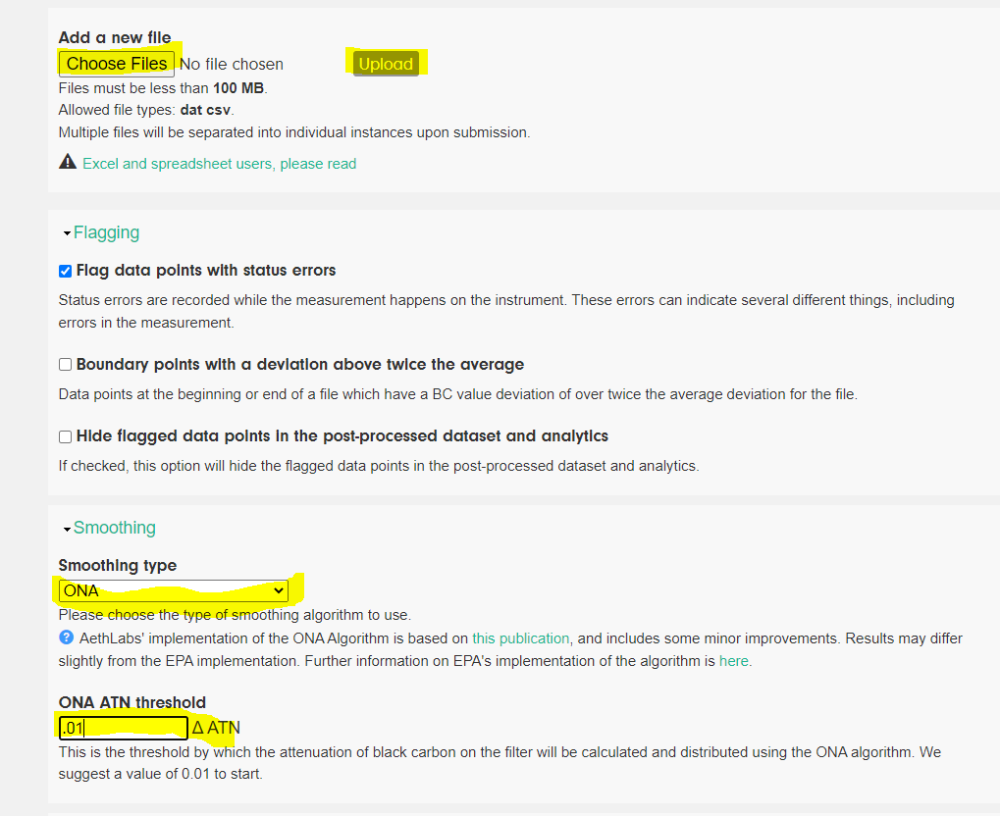 Add a new file
Choose Files No file chosen Upload
Files must be less than 100 MB.
Allowed file types: dat csv.
Multiple files will be separated into individual instances upon submission.
Excel and spreadsheet users, please read
Flagging
Flag data points with status errors
Status errors are recorded while the measurement happens on the instrument. These errors can indicate several different things, including
errors in the measurement.
Boundary points with a deviation above twice the average
Data points at the beginning or end of a file which have a BC value deviation of over twice the average deviation for the file.
Hide flagged data points in the post-processed dataset and analytics
If checked, this option will hide the flagged data points in the post-processed dataset and analytics.
Smoothing
Smoothing type
ONA
Please choose the type of smoothing algorithm to use.
? AethLabs' implementation of the ONA Algorithm is based on this publication, and includes some minor improvements. Results may differ
slightly from the EPA implementation. Further information on EPA's implementation of the algorithm is here.
ONA ATN threshold
.01 Δ ATN
This is the threshold by which the attenuation of black carbon on the filter will be calculated and distributed using the ONA algorithm. We
suggest a value of 0.01 to start.